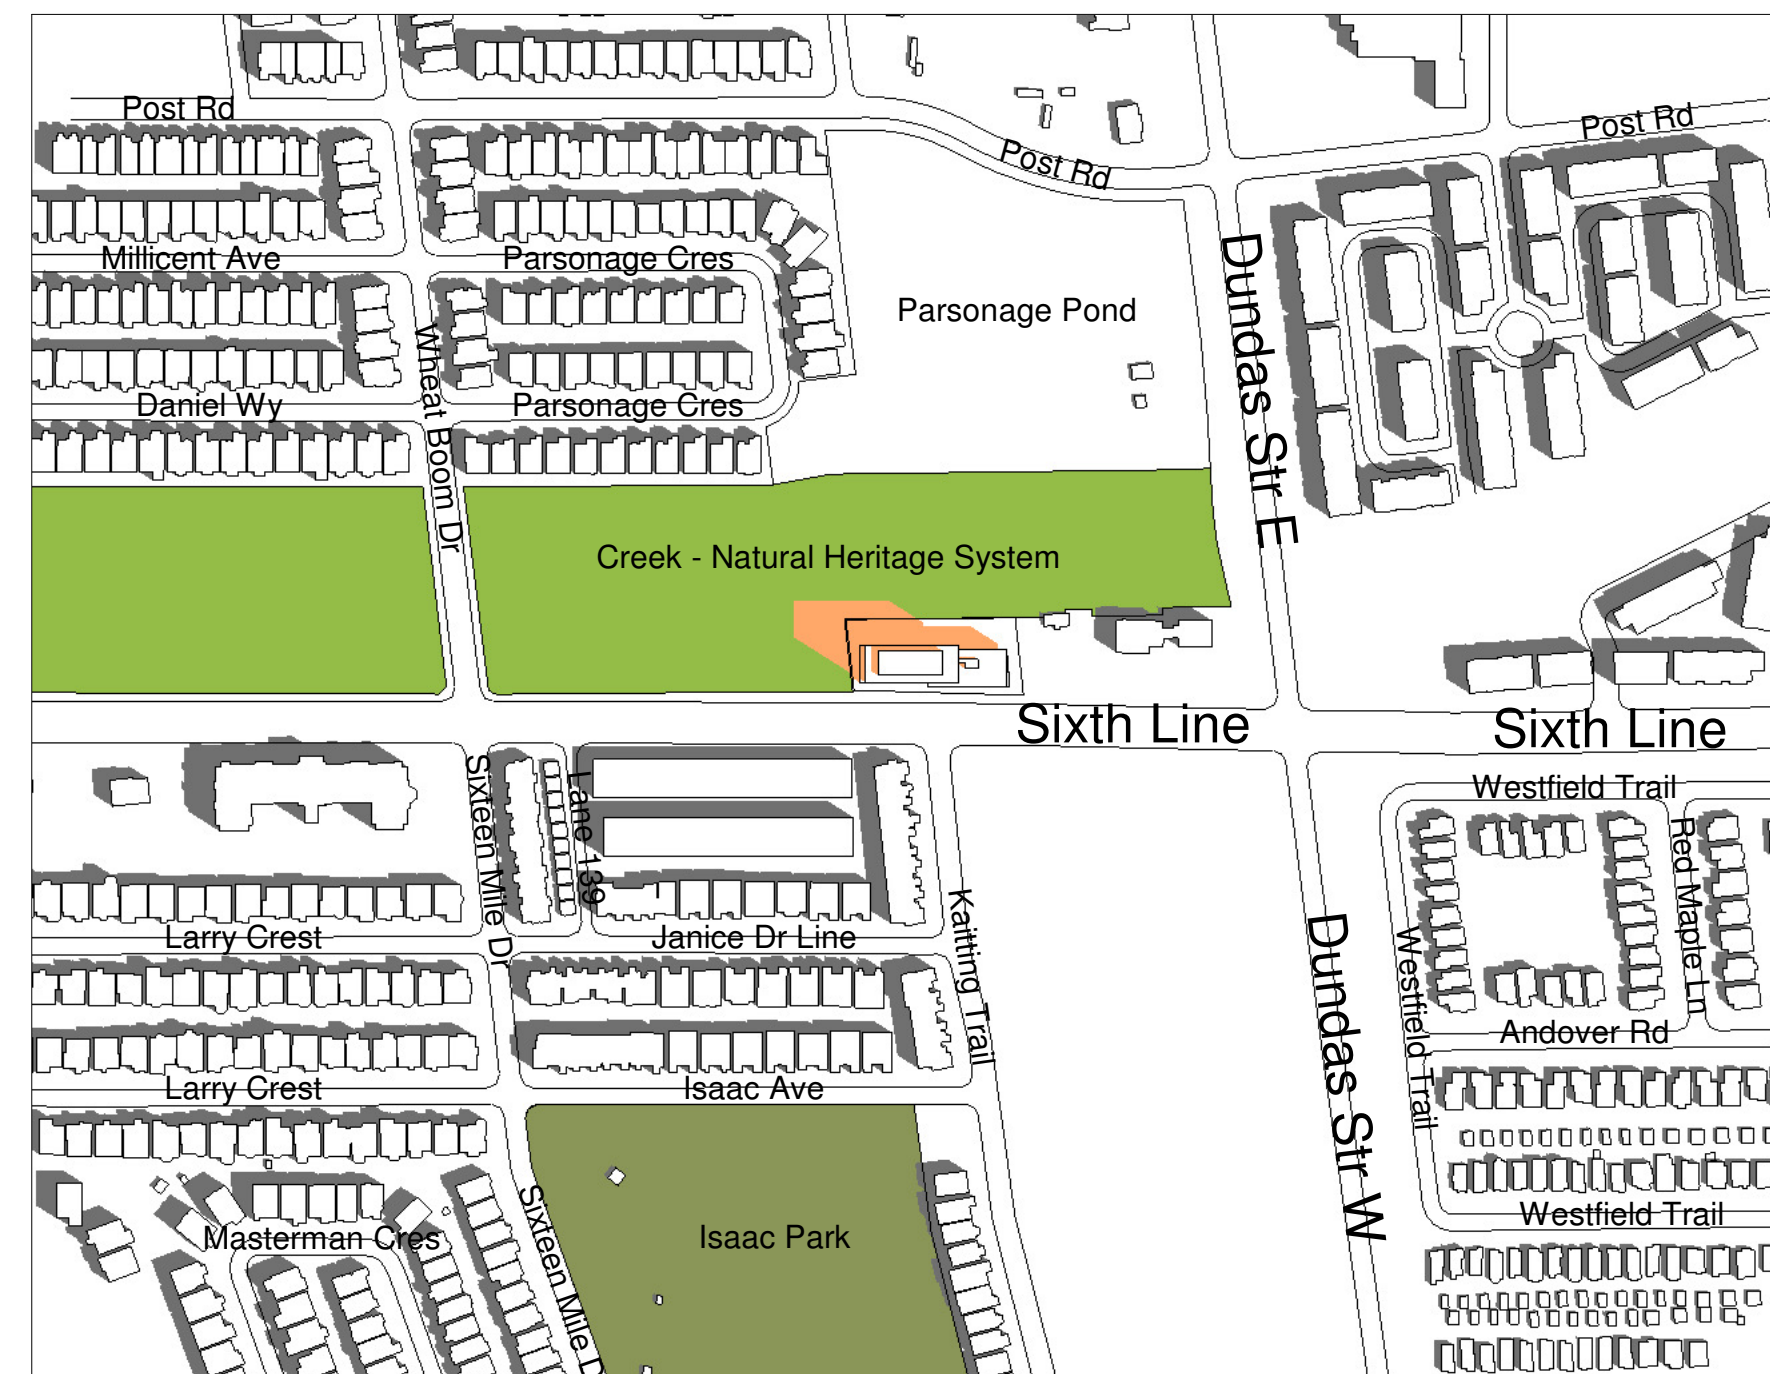 Post Rd
Post Rd
Post Rd
Millicent Ave
Parsonage Cres
Dundas Str E
Parsonage Pond
Wheat Boom Dr
Daniel Wy
Parsonage Cres
Creek - Natural Heritage System
Sixth Line
Sixth Line
Sixteen Mile Dr
Lane 139
Westfield Trail
Red Maple Ln
Kaitting Trail
Dundas Str W
Westfield Trail
Larry Crest
Janice Dr Line
Andover Rd
Larry Crest
Isaac Ave
Sixteen Mile D
Masterman Cres
Isaac Park
Westfield Trail